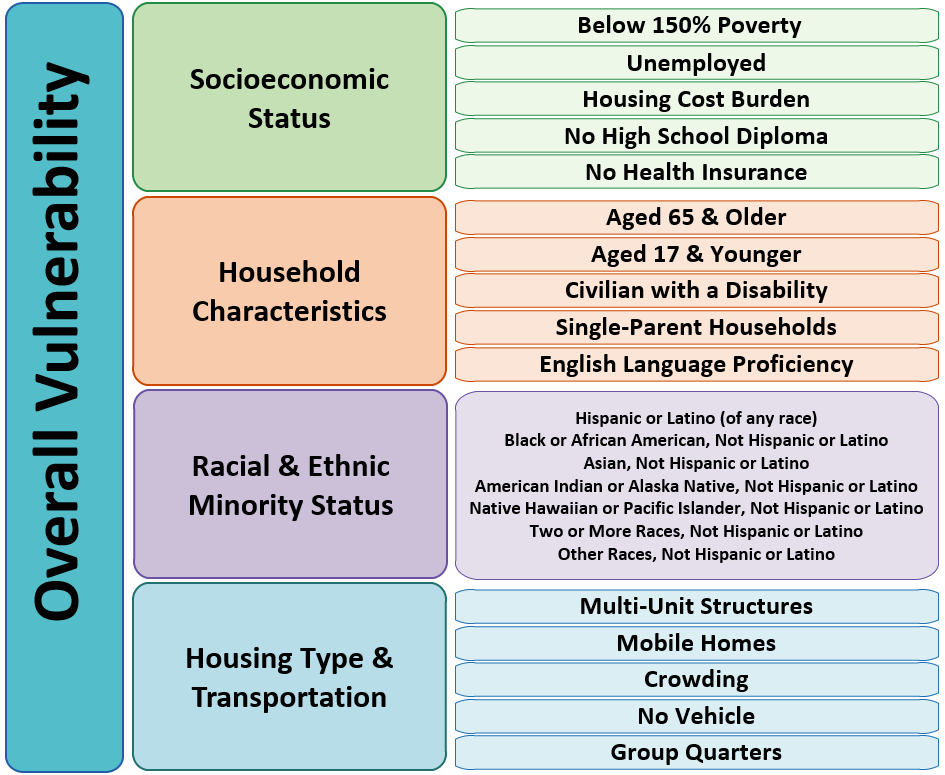 Overall Vulnerability
Socioeconomic
Status
Below 150% Poverty
Unemployed
Housing Cost Burden
No High School Diploma
No Health Insurance
Household
Characteristics
Aged 65 & Older
Aged 17 & Younger
Civilian with a Disability
Single-Parent Households
English Language Proficiency
Racial & Ethnic
Minority Status
Hispanic or Latino (of any race)
Black or African American, Not Hispanic or Latino
Asian, Not Hispanic or Latino
American Indian or Alaska Native, Not Hispanic or Latino
Native Hawaiian or Pacific Islander, Not Hispanic or Latino
Two or More Races, Not Hispanic or Latino
Other Races, Not Hispanic or Latino
Housing Type &
Transportation
Multi-Unit Structures
Mobile Homes
Crowding
No Vehicle
Group Quarters